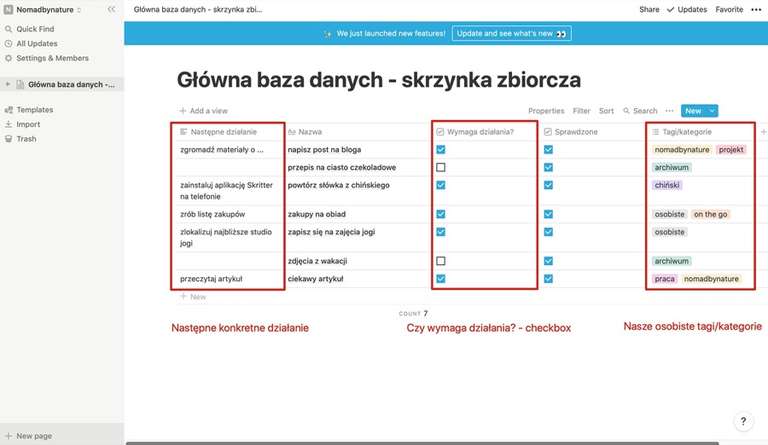 Nomadbynature
Główna baza danych - skrzynka zbi...
Share
Updates
Favorite
Quick Find
All Updates
Settings & Members
Główna baza danych -...
Templates
Import
Trash
New page
We just launched new features!
Update and see what's new
Główna baza danych - skrzynka zbiorcza
+ Add a view
Properties
Filter
Sort
Search
New
Następne działanie
Nazwa
Wymaga działania?
Sprawdzone
Tagi/kategorie
zgromadź materiały o ...
napisz post na bloga
nomadbynature projekt
przepis na ciasto czekoladowe
archiwum
zainstaluj aplikację Skritter
na telefonie
powtórz słówka z chińskiego
chiński
zrób listę zakupów
zakupy na obiad
osobiste on the go
zlokalizuj najbliższe studio
jogi
zapisz się na zajęcia jogi
osobiste
zdjęcia z wakacji
archiwum
przeczytaj artykuł
ciekawy artykuł
praca nomadbynature
+ New
COUNT 7
Następne konkretne działanie
Czy wymaga działania? - checkbox
Nasze osobiste tagi/kategorie
?